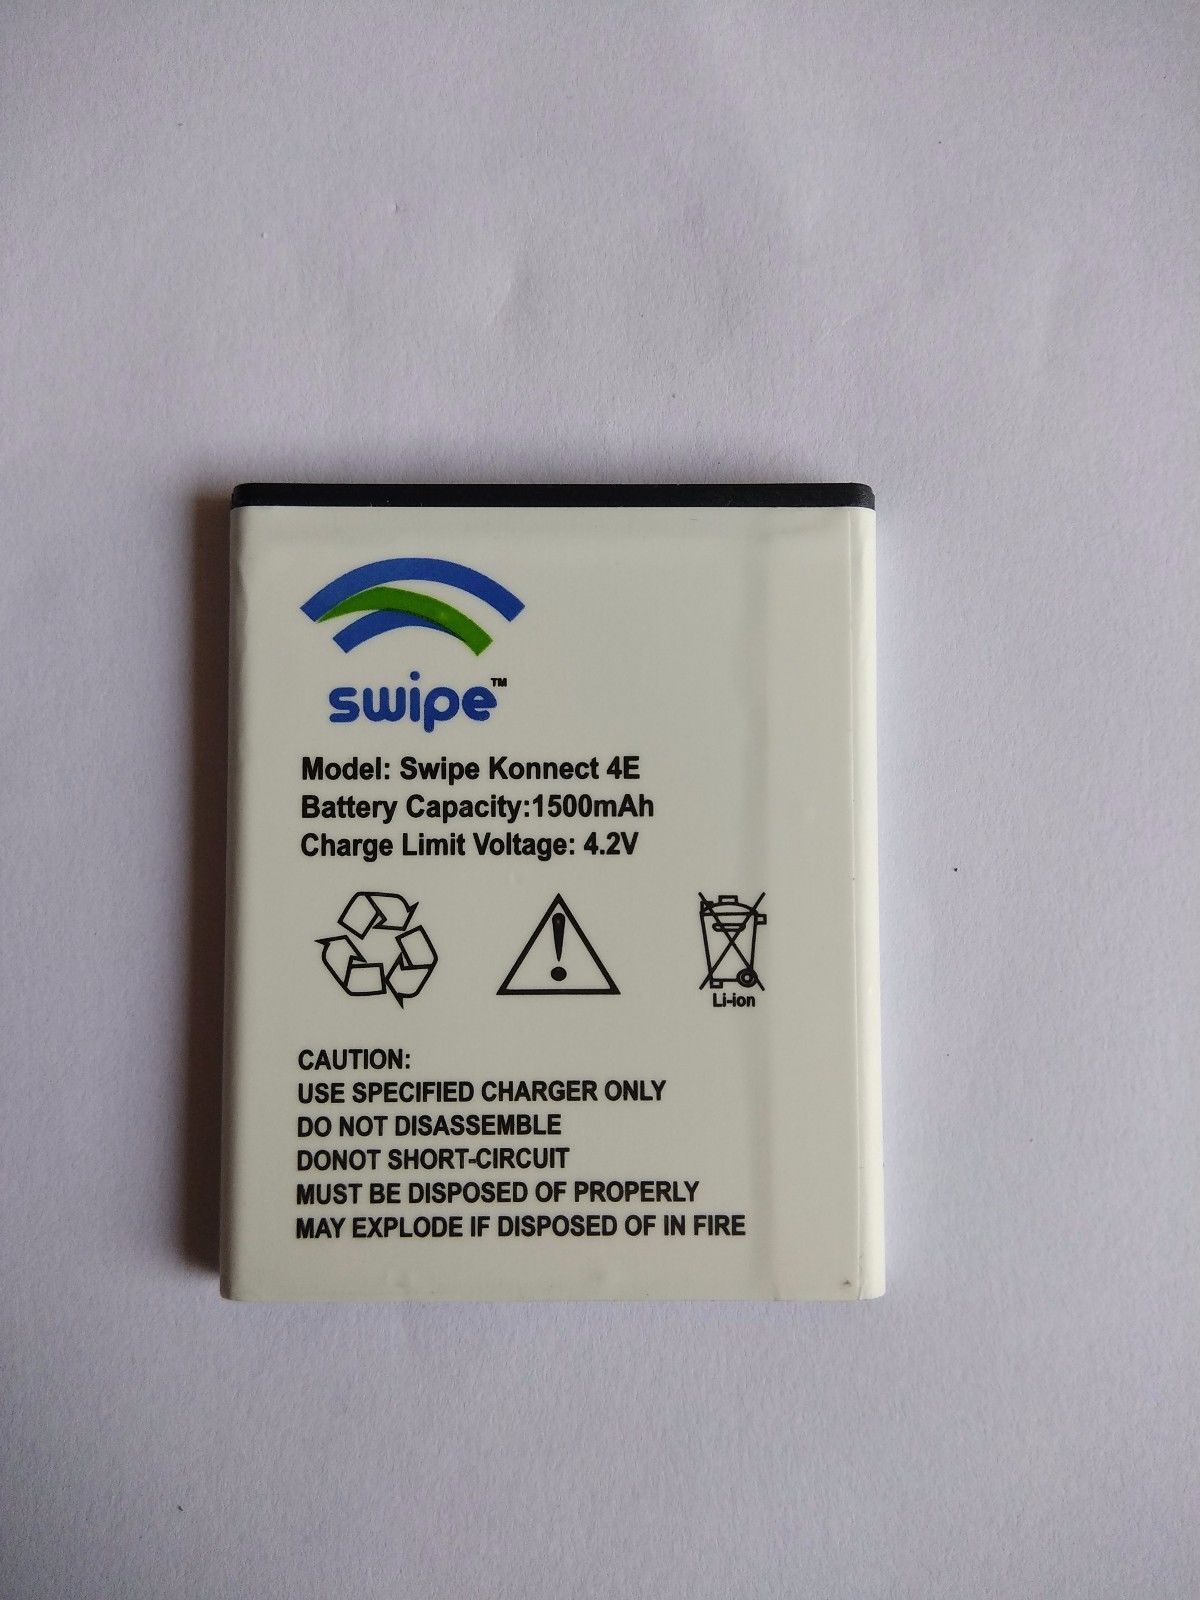 swipe™
Model: Swipe Konnect 4E
Battery Capacity:1500mAh
Charge Limit Voltage: 4.2V
Li-ion
CAUTION:
USE SPECIFIED CHARGER ONLY
DO NOT DISASSEMBLE
DONOT SHORT-CIRCUIT
MUST BE DISPOSED OF PROPERLY
MAY EXPLODE IF DISPOSED OF IN FIRE